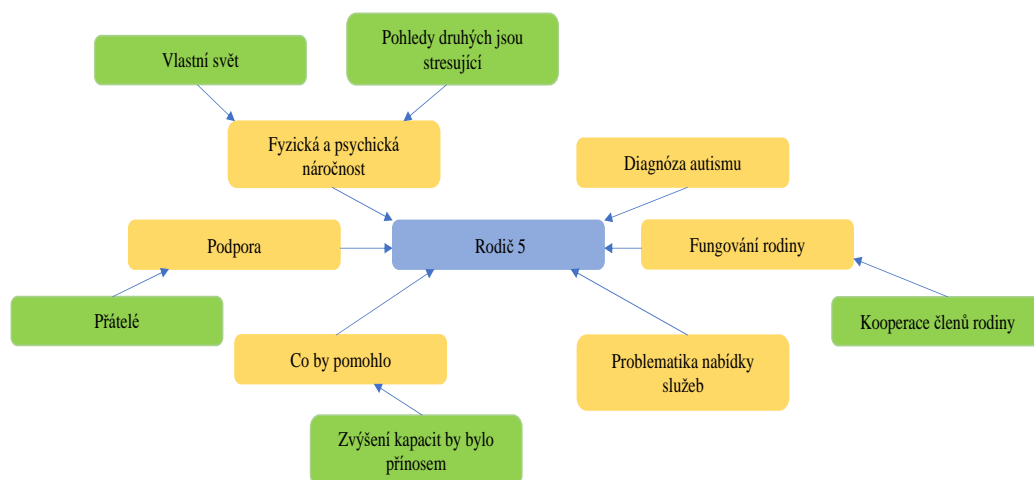 Vlastní svět
Pohledy druhých jsou
stresující
Fyzická a psychická
náročnost
Diagnóza autismu
Podpora
Rodič 5
Fungování rodiny
Přátelé
Kooperace členů rodiny
Co by pomohlo
Problematika nabídky
služeb
Zvýšení kapacit by bylo
přínosem